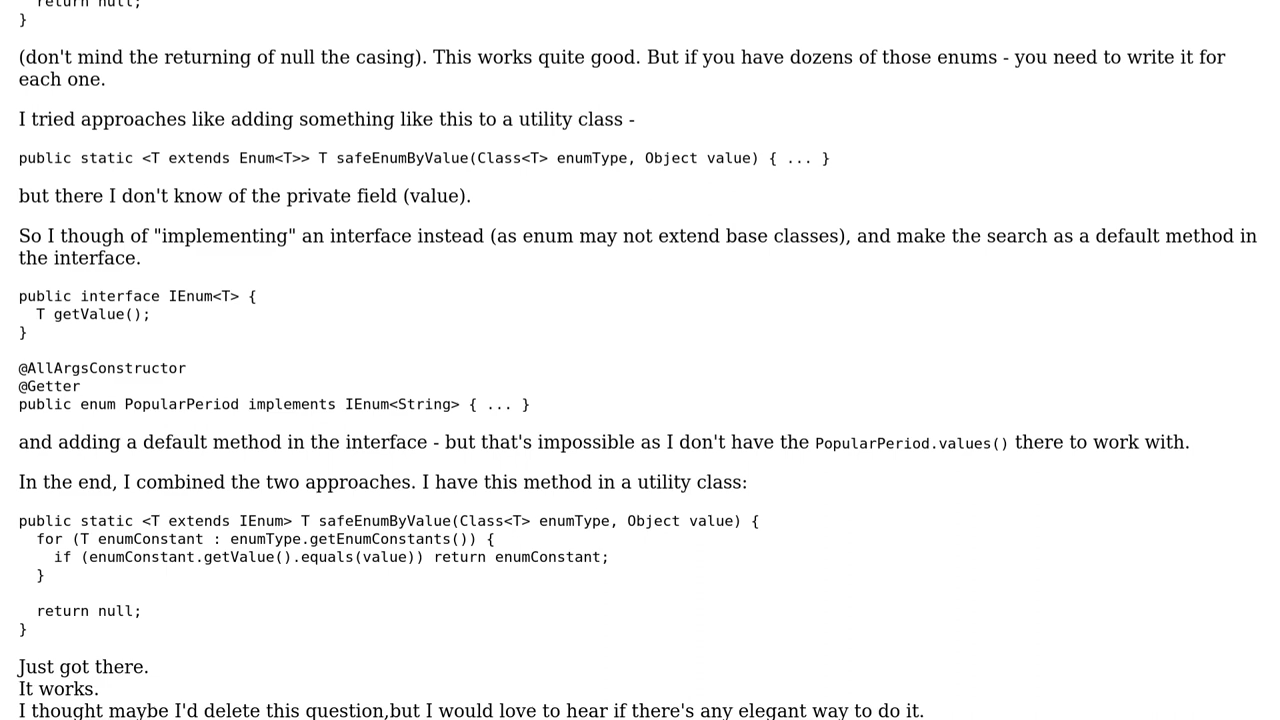 return null;
}
(don't mind the returning of null the casing). This works quite good. But if you have dozens of those enums - you need to write it for
each one.
I tried approaches like adding something like this to a utility class -
public static <T extends Enum<T>> T safeEnumByValue(Class<T> enumType, Object value) { ... }
but there I don't know of the private field (value).
So I though of "implementing" an interface instead (as enum may not extend base classes), and make the search as a default method in
the interface.
public interface IEnum<T> {
  T getValue();
}
@AllArgsConstructor
@Getter
public enum PopularPeriod implements IEnum<String> { ... }
and adding a default method in the interface - but that's impossible as I don't have the PopularPeriod.values() there to work with.
In the end, I combined the two approaches. I have this method in a utility class:
public static <T extends IEnum> T safeEnumByValue(Class<T> enumType, Object value) {
  for (T enumConstant : enumType.getEnumConstants()) {
    if (enumConstant.getValue().equals(value)) return enumConstant;
  }
  return null;
}
Just got there.
It works.
I thought maybe I'd delete this question,but I would love to hear if there's any elegant way to do it.